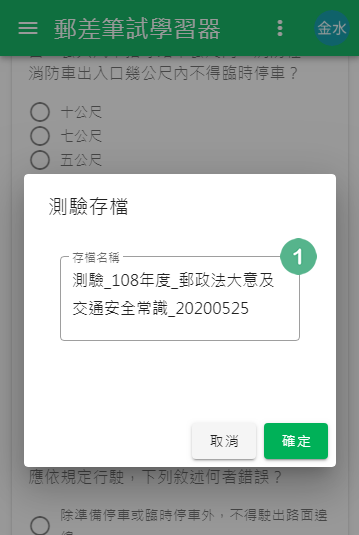 郵差筆試學習器
金水
消防車出入口幾公尺內不得臨時停車？
十公尺
七公尺
五公尺
測驗存檔
存檔名稱
1
測驗_108年度_郵政法大意及
交通安全常識_20200525
取消
確定
應依規定行駛，下列敘述何者錯誤？
除準備停車或臨時停車外，不得駛出路面邊